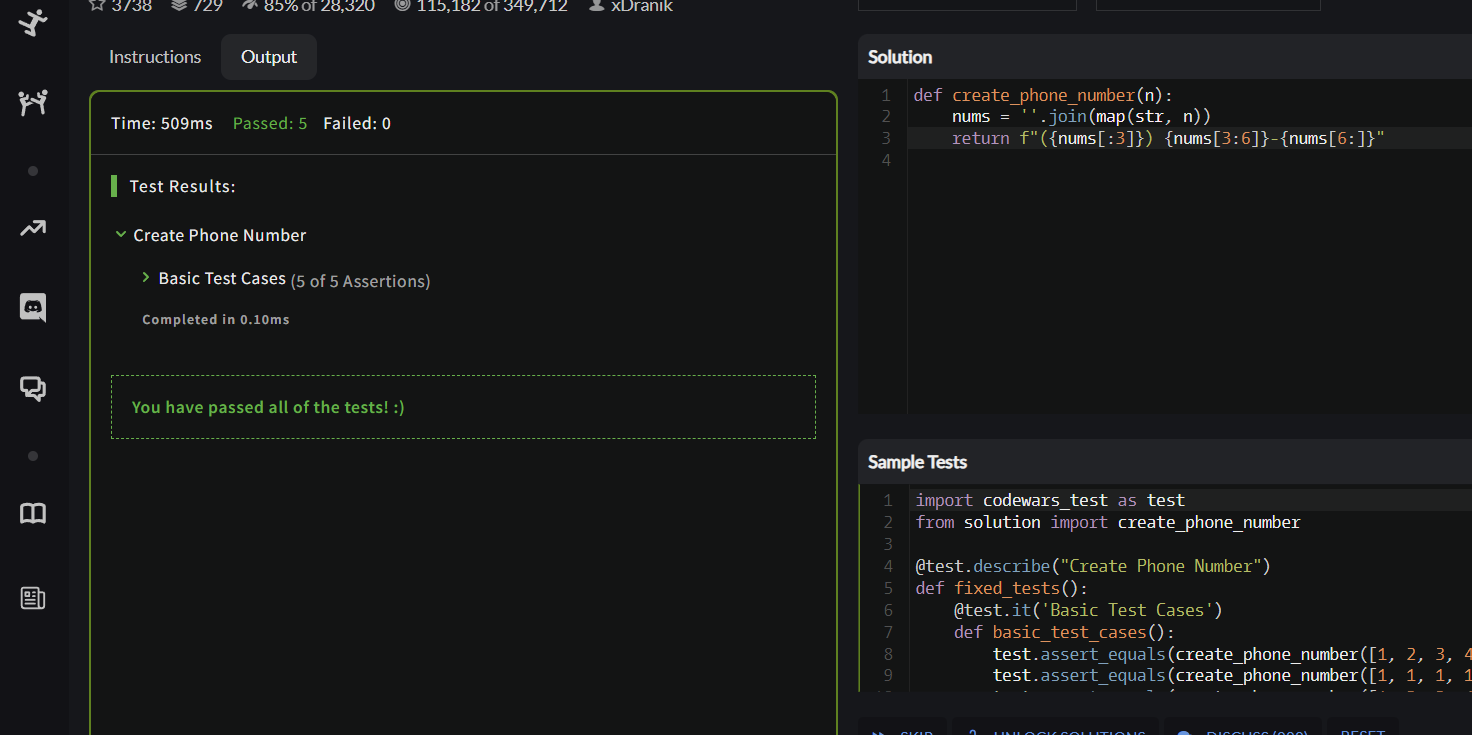 3738 729 85% of 28,320 115,182 of 349,712 xDranik
Instructions Output
Time: 509ms Passed: 5 Failed: 0
Test Results:
Create Phone Number
Basic Test Cases (5 of 5 Assertions)
Completed in 0.10ms
You have passed all of the tests! :)
Solution
1 def create_phone_number(n):
2     nums = ''.join(map(str, n))
3     return f"({nums[:3]}) {nums[3:6]}-{nums[6:]}"
4
Sample Tests
1 import codewars_test as test
2 from solution import create_phone_number
3
4 @test.describe("Create Phone Number")
5 def fixed_tests():
6     @test.it('Basic Test Cases')
7     def basic_test_cases():
8         test.assert_equals(create_phone_number([1, 2, 3, 4
9         test.assert_equals(create_phone_number([1, 1, 1, 1
SKIP UNLOCK SOLUTIONS RESET